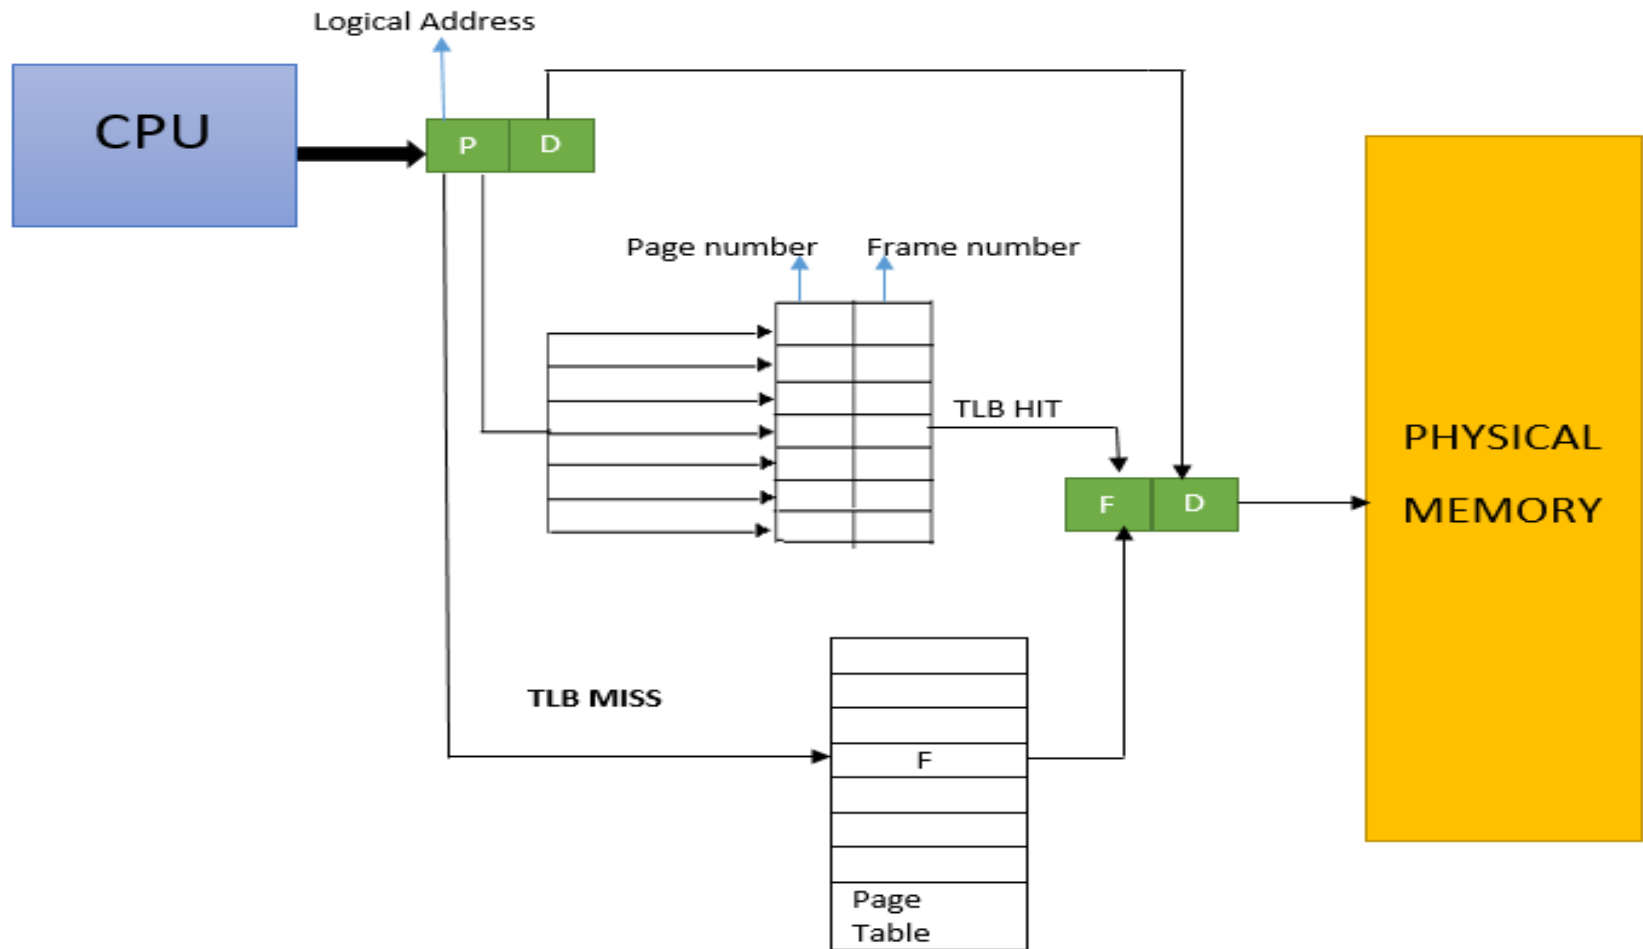 Logical Address
CPU
P
D
Page number
Frame number
TLB HIT
F
D
PHYSICAL
MEMORY
TLB MISS
F
Page
Table